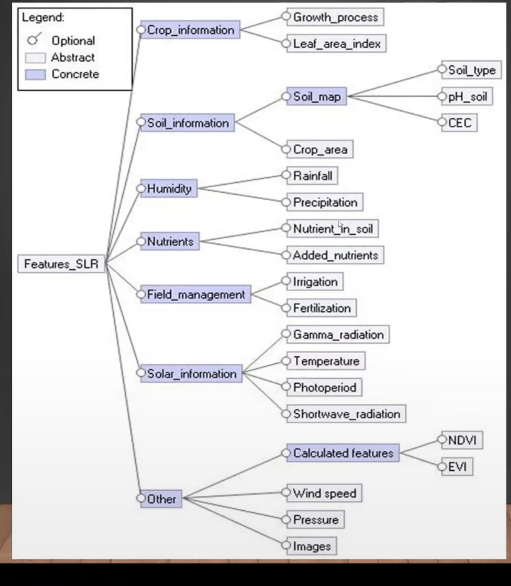 Legend:
Optional
Abstract
Concrete
Features_SLR
Crop_information
Growth_process
Leaf_area_index
Soil_information
Soil_map
Soil_type
pH_soil
CEC
Crop_area
Humidity
Rainfall
Precipitation
Nutrients
Nutrient_in_soil
Added_nutrients
Field_management
Irrigation
Fertilization
Solar_information
Gamma_radiation
Temperature
Photoperiod
Shortwave_radiation
Other
Calculated features
NDVI
EVI
Wind speed
Pressure
Images